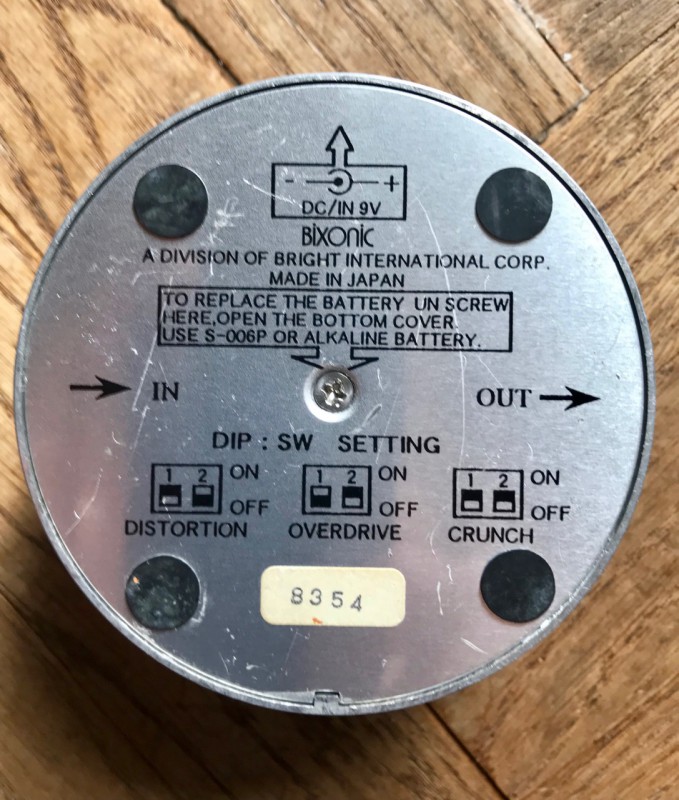 - +
DC/IN 9V
BIXONIC
A DIVISION OF BRIGHT INTERNATIONAL CORP.
MADE IN JAPAN
TO REPLACE THE BATTERY UN SCREW
HERE,OPEN THE BOTTOM COVER.
USE S-006P OR ALKALINE BATTERY.
IN OUT
DIP : SW SETTING
1 2 ON 1 2 ON 1 2 ON
OFF OFF OFF
DISTORTION OVERDRIVE CRUNCH
8354